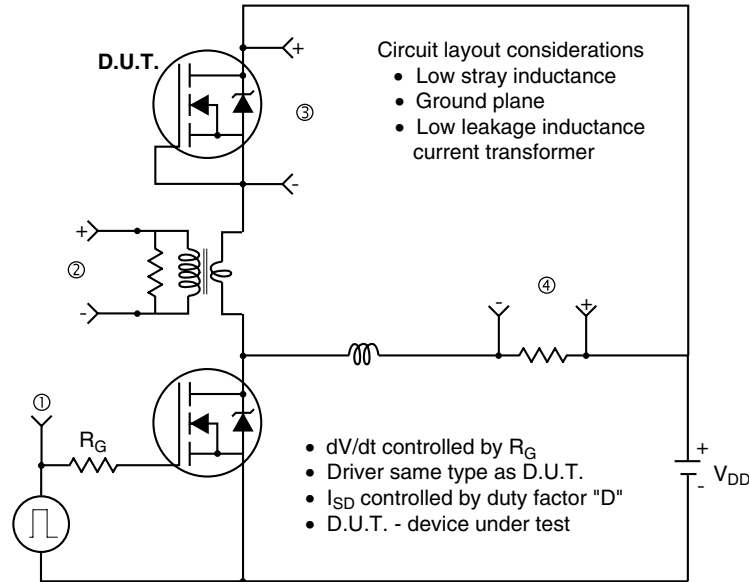 D.U.T.
+
③
-
Circuit layout considerations
• Low stray inductance
• Ground plane
• Low leakage inductance
current transformer
+
②
-
-
④
+
①
R_G
• dV/dt controlled by R_G
• Driver same type as D.U.T.
• I_SD controlled by duty factor "D"
• D.U.T. - device under test
+
-
V_DD